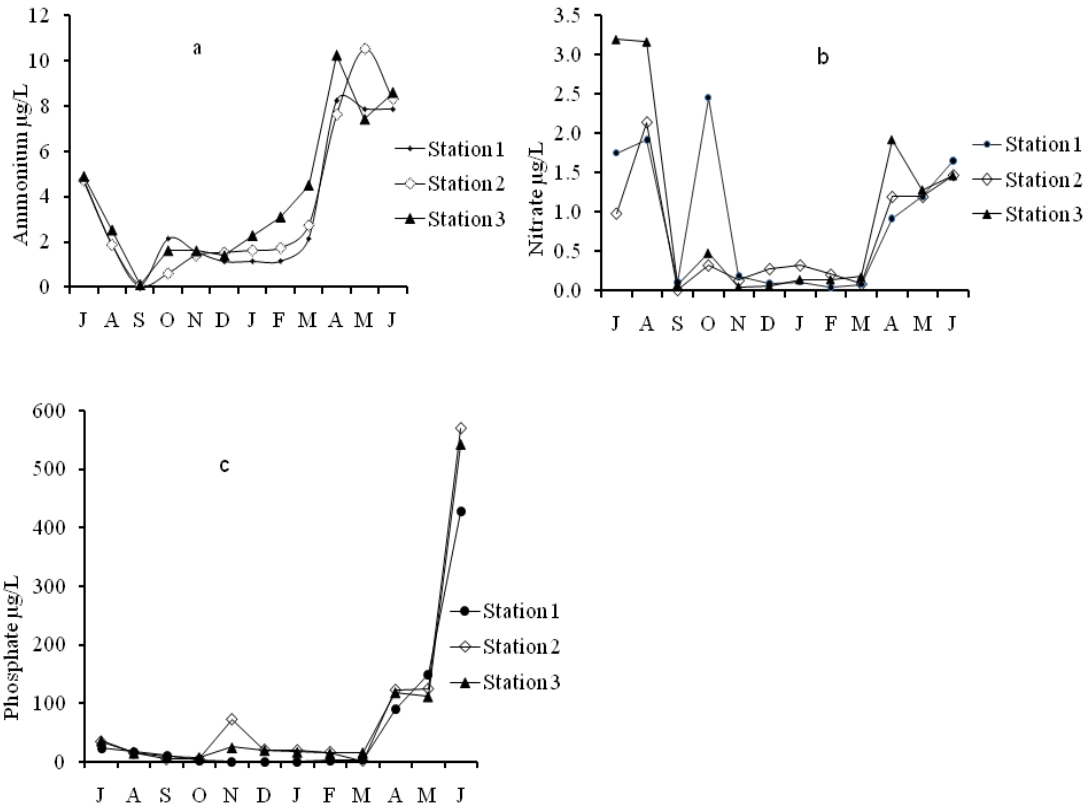 a
Ammonium µg/L
12
10
8
6
4
2
0
J A S O N D J F M A M J
Station 1
Station 2
Station 3
b
Nitrate µg/L
3.5
3.0
2.5
2.0
1.5
1.0
0.5
0.0
J A S O N D J F M A M J
Station 1
Station 2
Station 3
c
Phosphate µg/L
600
500
400
300
200
100
0
J A S O N D J F M A M J
Station 1
Station 2
Station 3